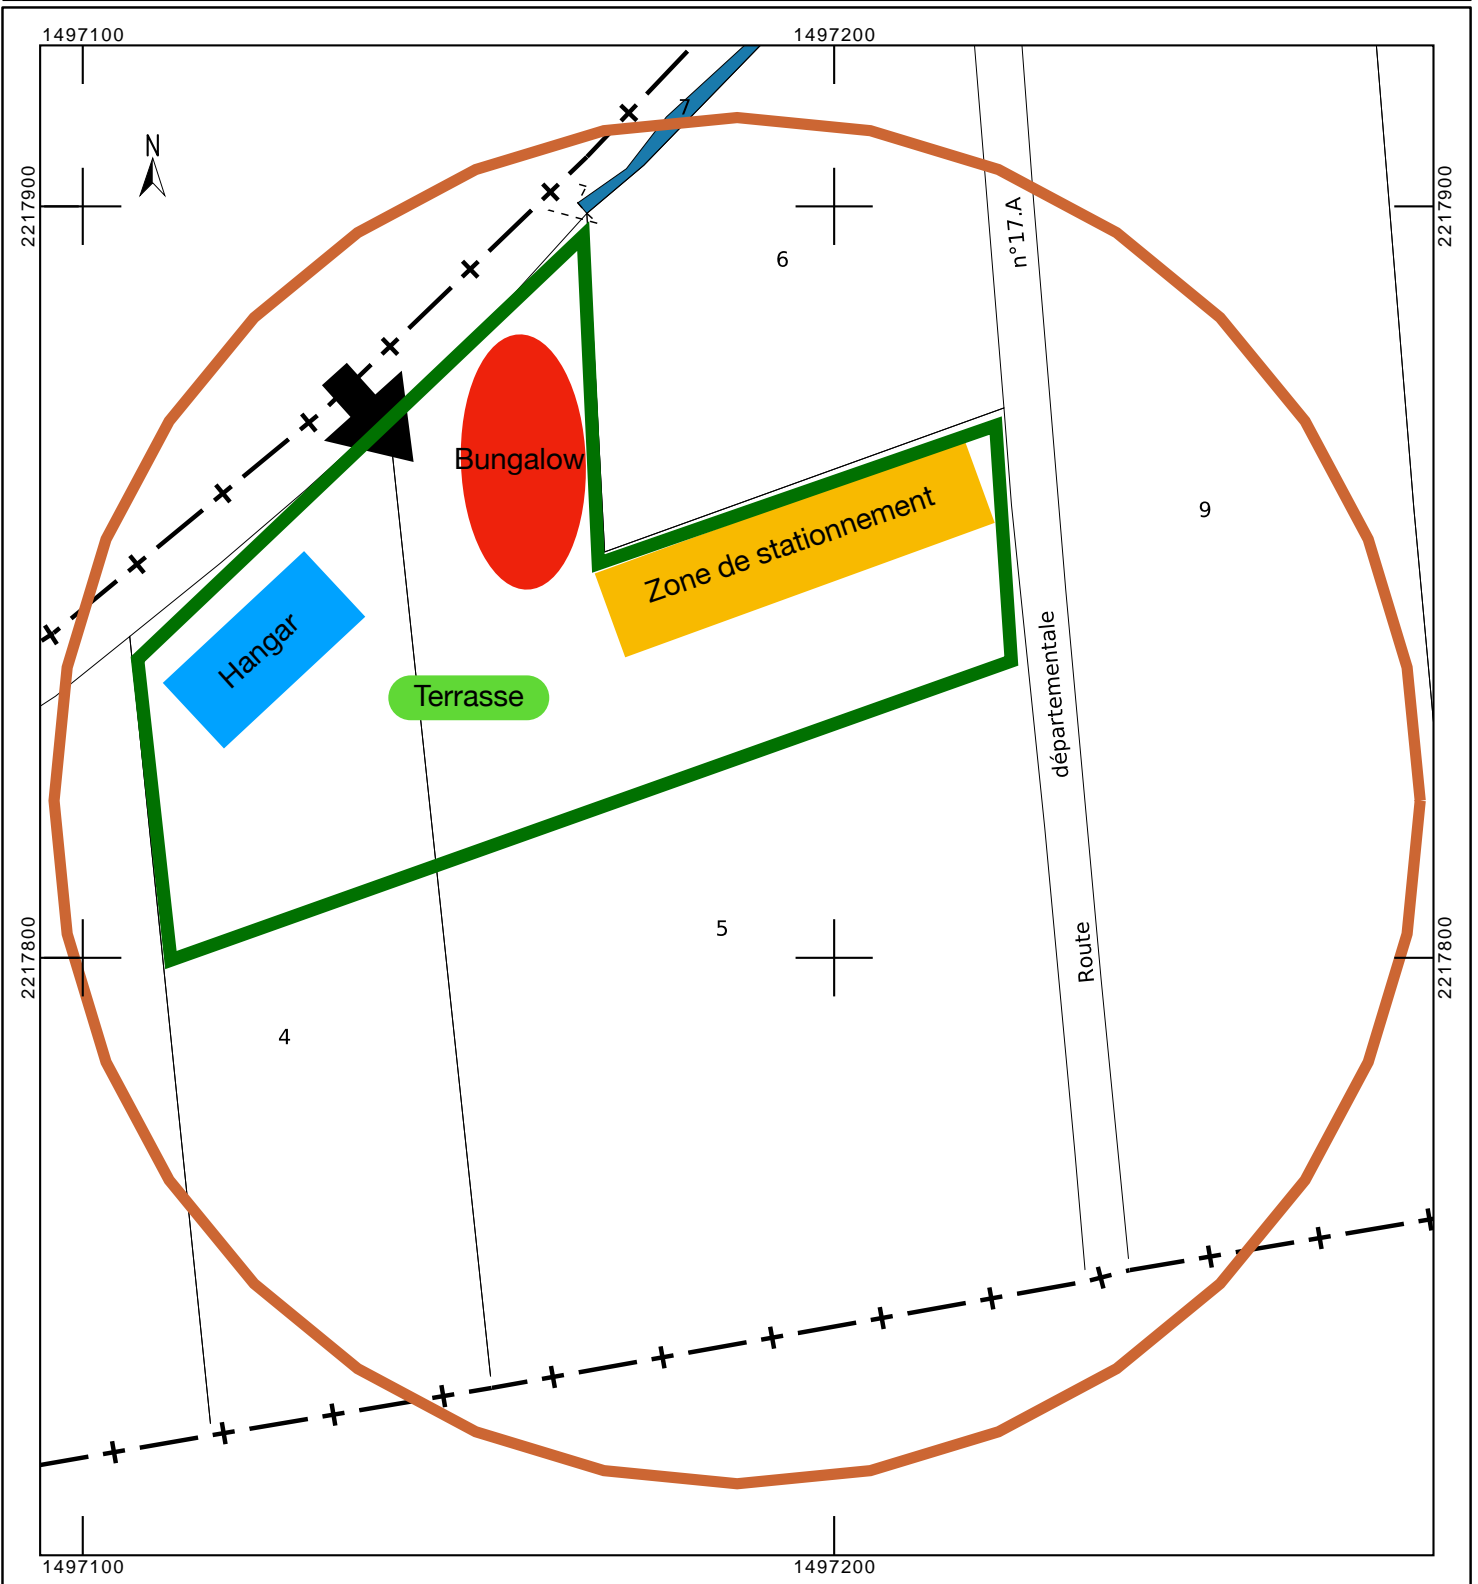 1497100
1497200
7
N
2217900
2217900
n°17.A
6
Bungalow
Zone de stationnement
9
Hangar
départementale
Terrasse
5
Route
2217800
2217800
4
1497100
1497200